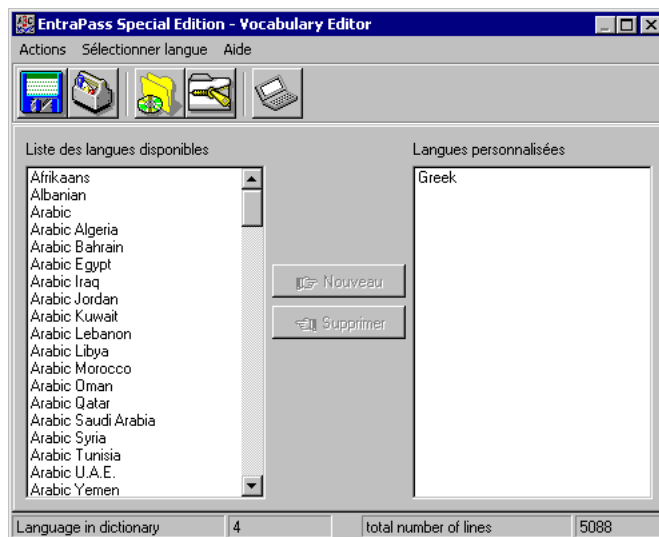 EntraPass Special Edition - Vocabulary Editor
Actions Sélectionner langue Aide
Liste des langues disponibles
Langues personnalisées
Afrikaans
Albanian
Arabic
Arabic Algeria
Arabic Bahrain
Arabic Egypt
Arabic Iraq
Arabic Jordan
Arabic Kuwait
Arabic Lebanon
Arabic Libya
Arabic Morocco
Arabic Oman
Arabic Qatar
Arabic Saudi Arabia
Arabic Syria
Arabic Tunisia
Arabic U.A.E.
Arabic Yemen
Nouveau
Supprimer
Greek
Language in dictionary 4 total number of lines 5088